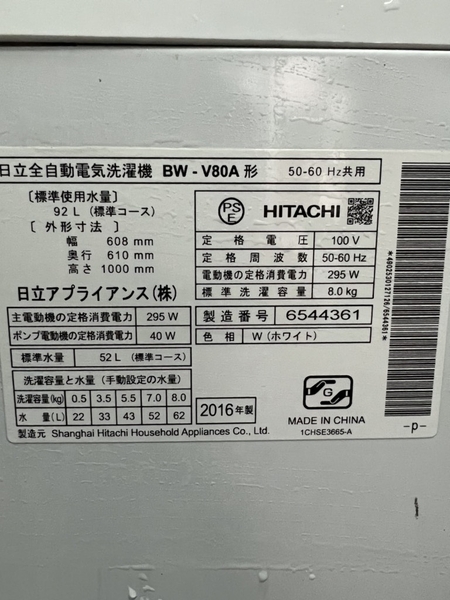 日立全自動電気洗濯機 BW-V80A 形 50-60 Hz共用
〔標準使用水量〕
92 L (標準コース)
〔 外形寸法 〕
幅 608 mm
奥行 610 mm
高さ 1000 mm
日立アプライアンス(株)
PS
E
HITACHI
定格電圧 100 V
定格周波数 50-60 Hz
電動機の定格消費電力 295 W
標準洗濯容量 8.0 kg
主電動機の定格消費電力 295 W
ポンプ電動機の定格消費電力 40 W
製造番号 6544361
色相 W (ホワイト)
標準水量 52 L (標準コース)
洗濯容量と水量 (手動設定の水量)
洗濯容量(kg) 0.5 3.5 5.5 7.0 8.0
水量(L) 22 33 43 52 62
2016年製
G
MADE IN CHINA
1CHSE3665-A
製造元 Shanghai Hitachi Household Appliances Co., Ltd.
*4902530127126/6544361*
-p-